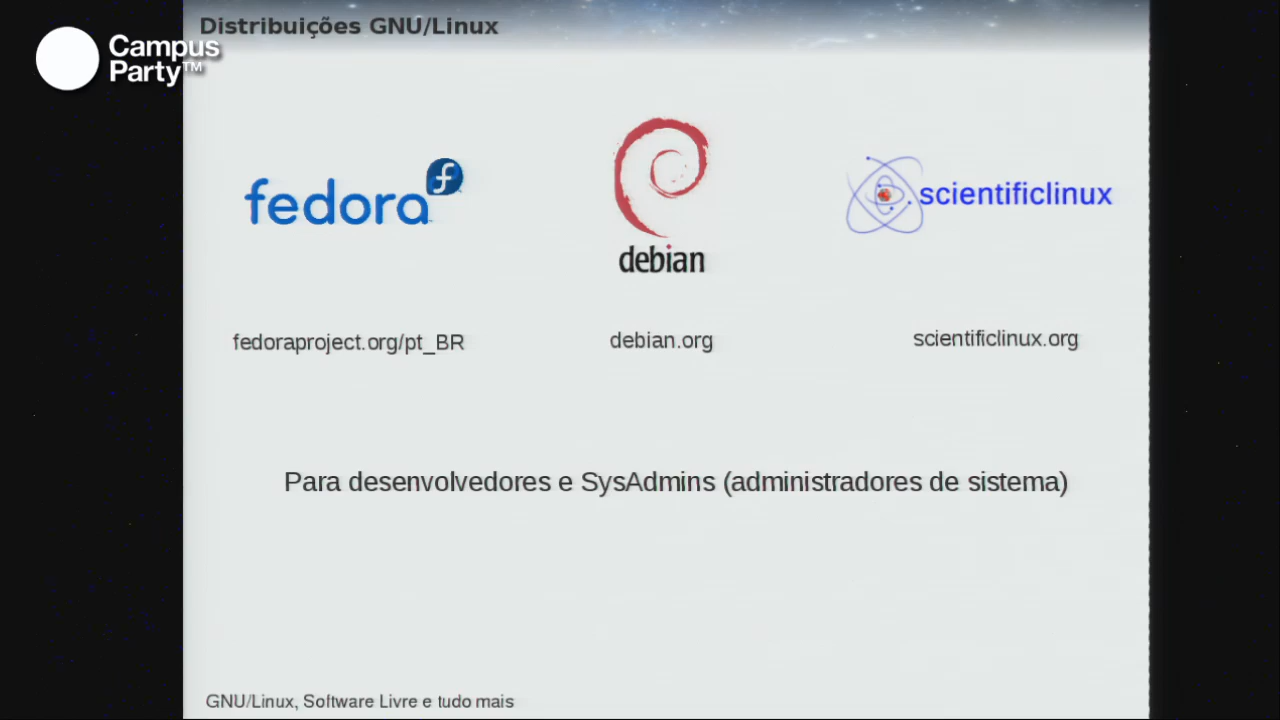 Distribuições GNU/Linux
Campus
Party™
fedora
debian
scientificlinux
fedoraproject.org/pt_BR
debian.org
scientificlinux.org
Para desenvolvedores e SysAdmins (administradores de sistema)
GNU/Linux, Software Livre e tudo mais